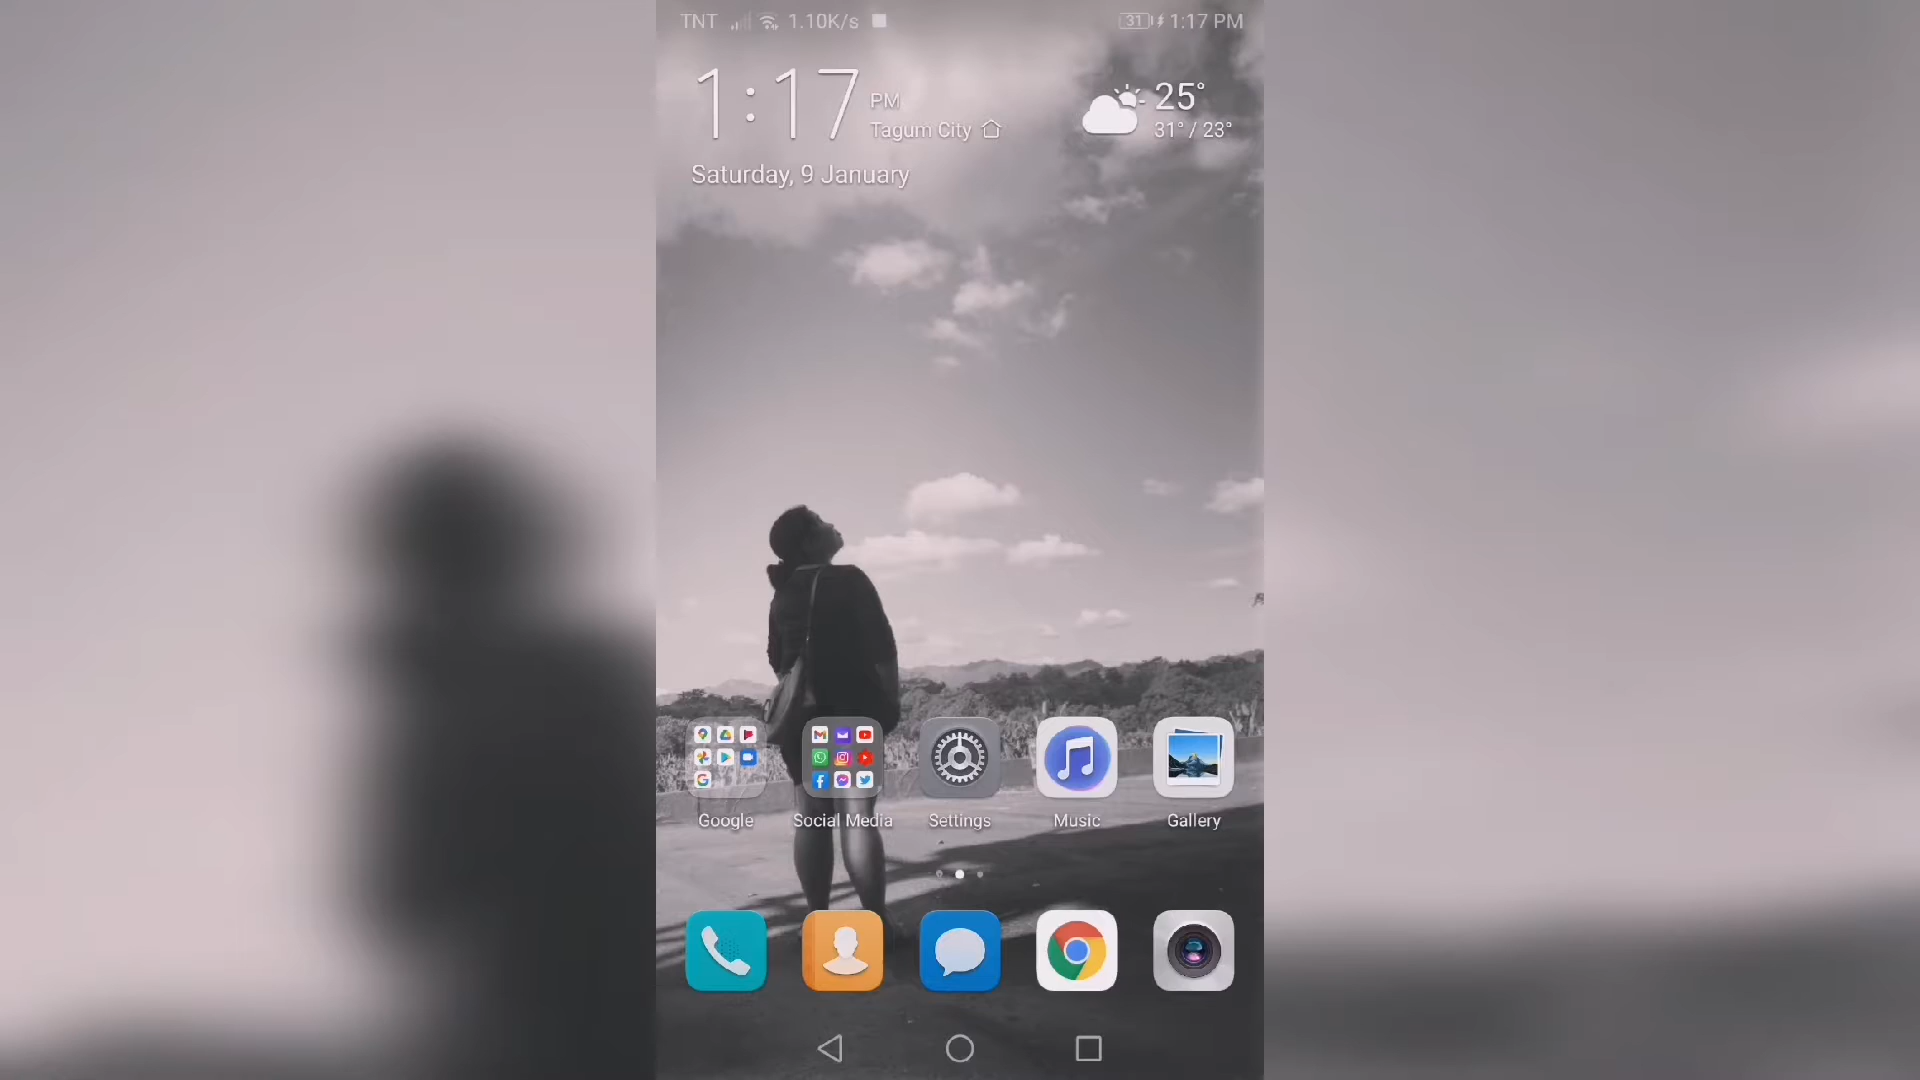 TNT 1.10K/s 31 1:17 PM
1:17 PM
Tagum City
25°
31° / 23°
Saturday, 9 January
Google Social Media Settings Music Gallery